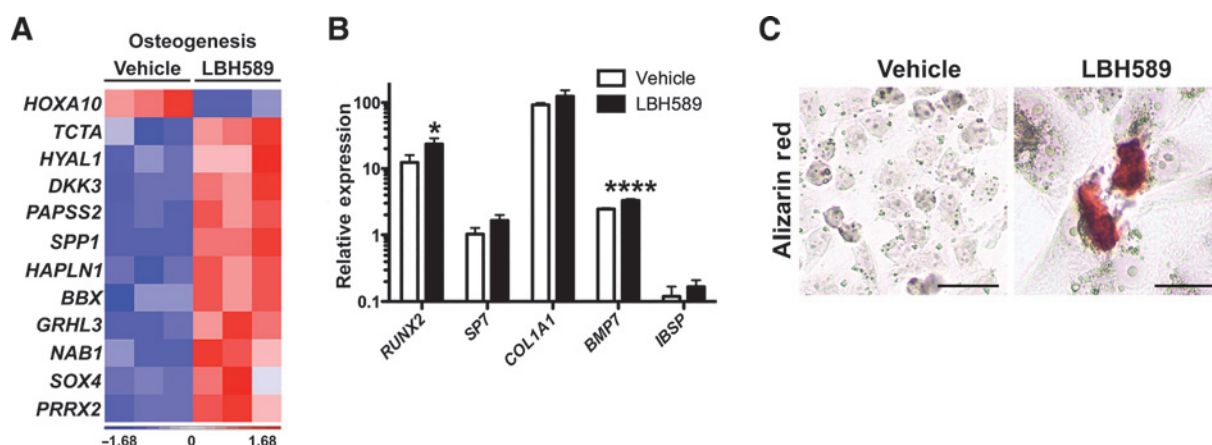 A
Osteogenesis
Vehicle LBH589
HOXA10
TCTA
HYAL1
DKK3
PAPSS2
SPP1
HAPLN1
BBX
GRHL3
NAB1
SOX4
PRRX2
−1.68 0 1.68
B
Relative expression
100
10
1
0.1
Vehicle
LBH589
*
****
RUNX2
SP7
COL1A1
BMP7
IBSP
C
Vehicle LBH589
Alizarin red